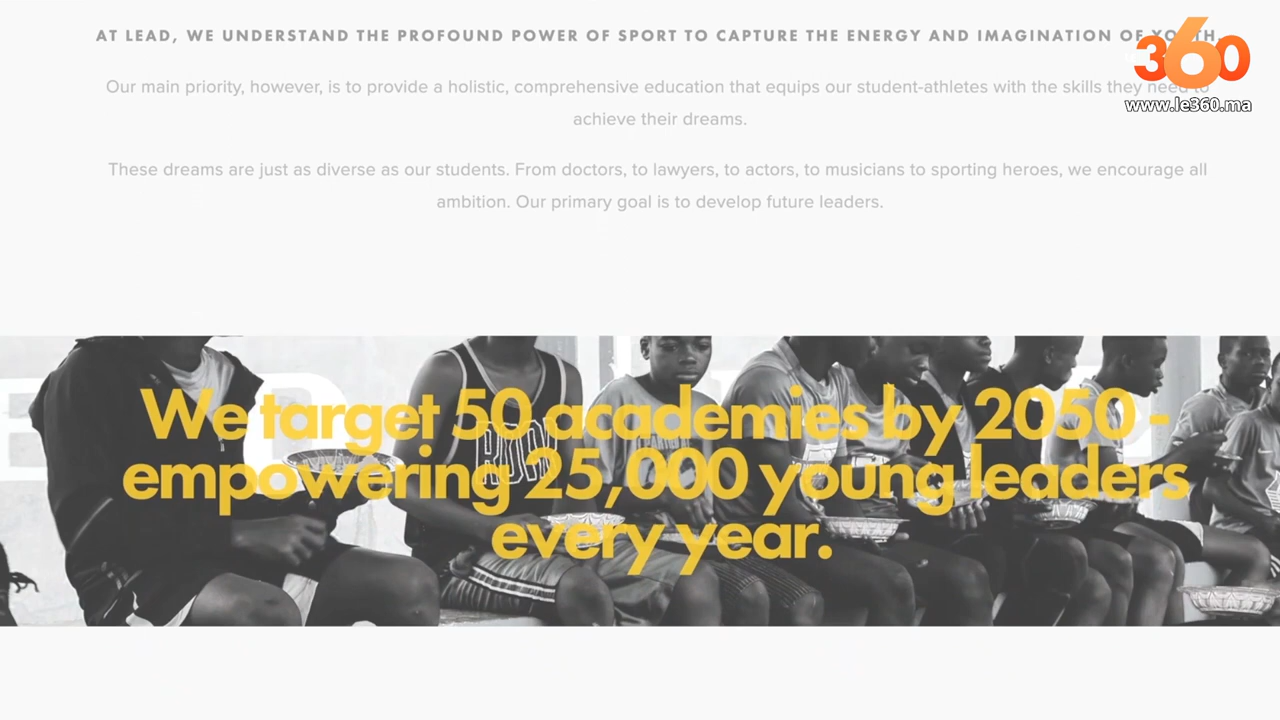 AT LEAD, WE UNDERSTAND THE PROFOUND POWER OF SPORT TO CAPTURE THE ENERGY AND IMAGINATION OF YOUTH.
360
www.le360.ma
Our main priority, however, is to provide a holistic, comprehensive education that equips our student-athletes with the skills they need to
achieve their dreams.
These dreams are just as diverse as our students. From doctors, to lawyers, to actors, to musicians to sporting heroes, we encourage all
ambition. Our primary goal is to develop future leaders.
We target 50 academies by 2050 -
empowering 25,000 young leaders
every year.